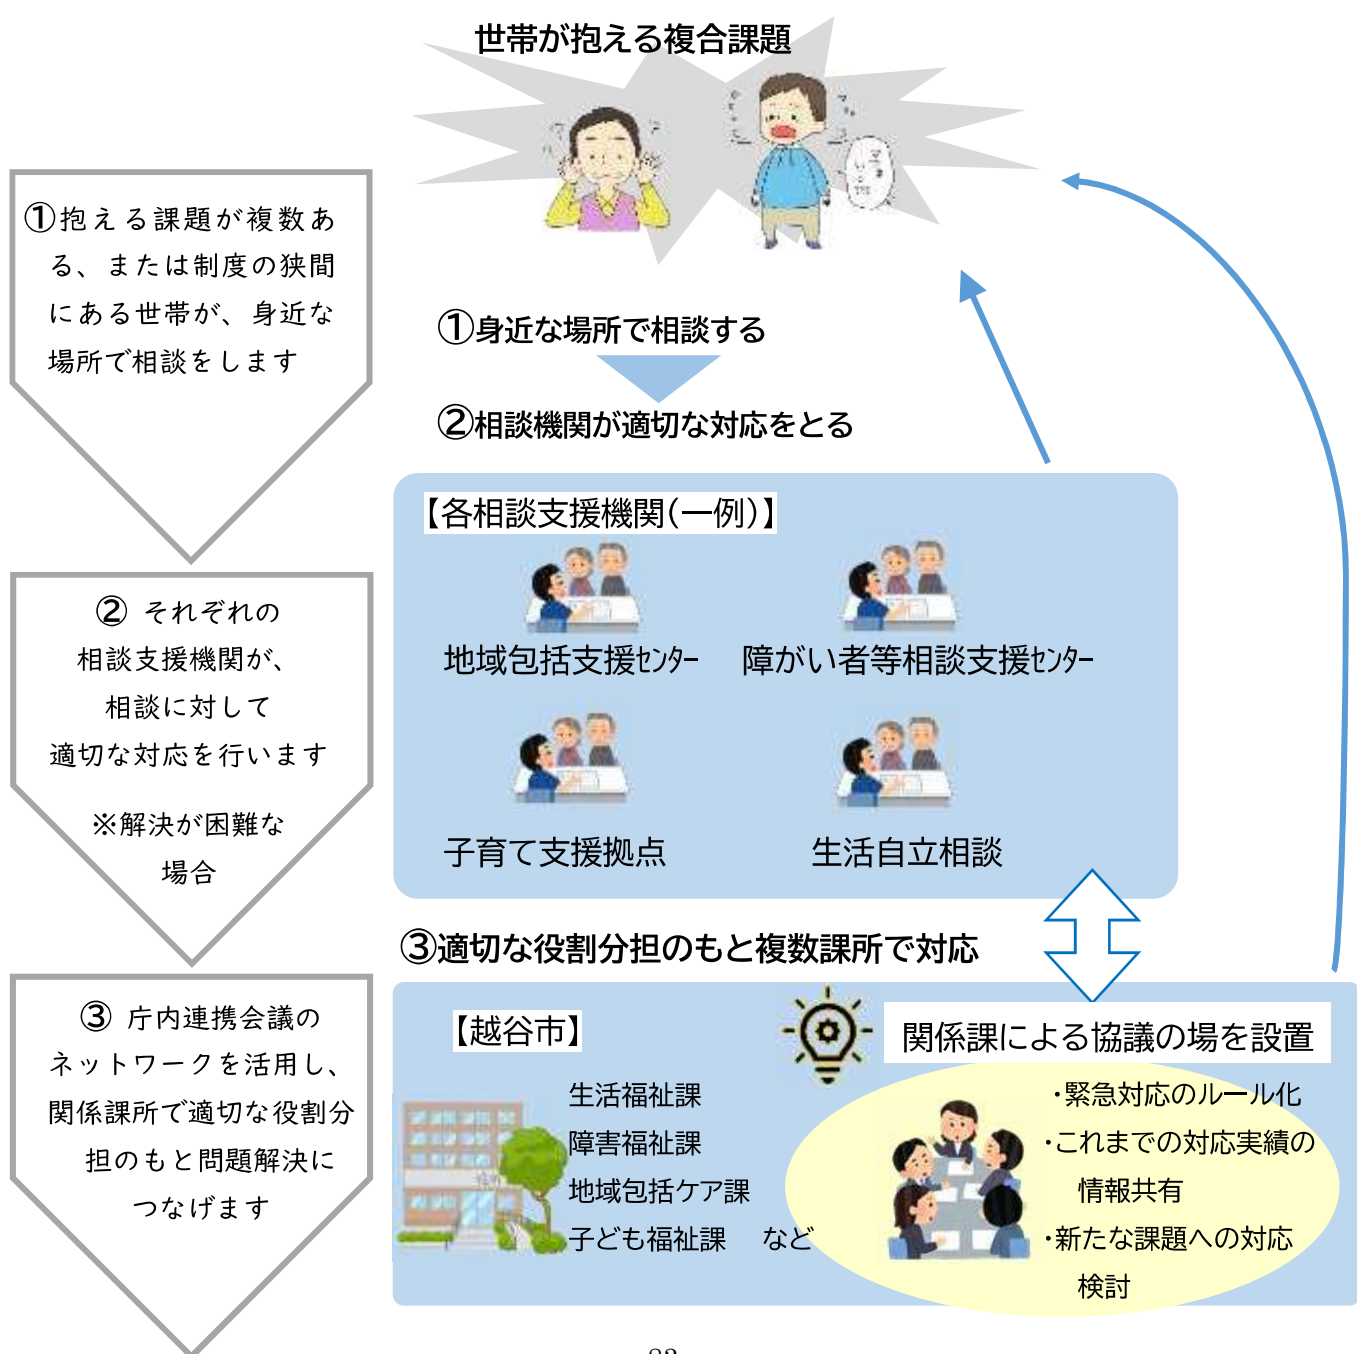 世帯が抱える複合課題
①抱える課題が複数あ
る、または制度の狭間
にある世帯が、身近な
場所で相談をします
①身近な場所で相談する
②相談機関が適切な対応をとる
【各相談支援機関(一例)】
地域包括支援ｾﾝﾀｰ 障がい者等相談支援ｾﾝﾀｰ
子育て支援拠点 生活自立相談
② それぞれの
相談支援機関が、
相談に対して
適切な対応を行います
※解決が困難な
場合
③適切な役割分担のもと複数課所で対応
③ 庁内連携会議の
ネットワークを活用し、
関係課所で適切な役割分
担のもと問題解決に
つなげます
【越谷市】
生活福祉課
障害福祉課
地域包括ケア課
子ども福祉課 など
関係課による協議の場を設置
・緊急対応のルール化
・これまでの対応実績の
情報共有
・新たな課題への対応
検討